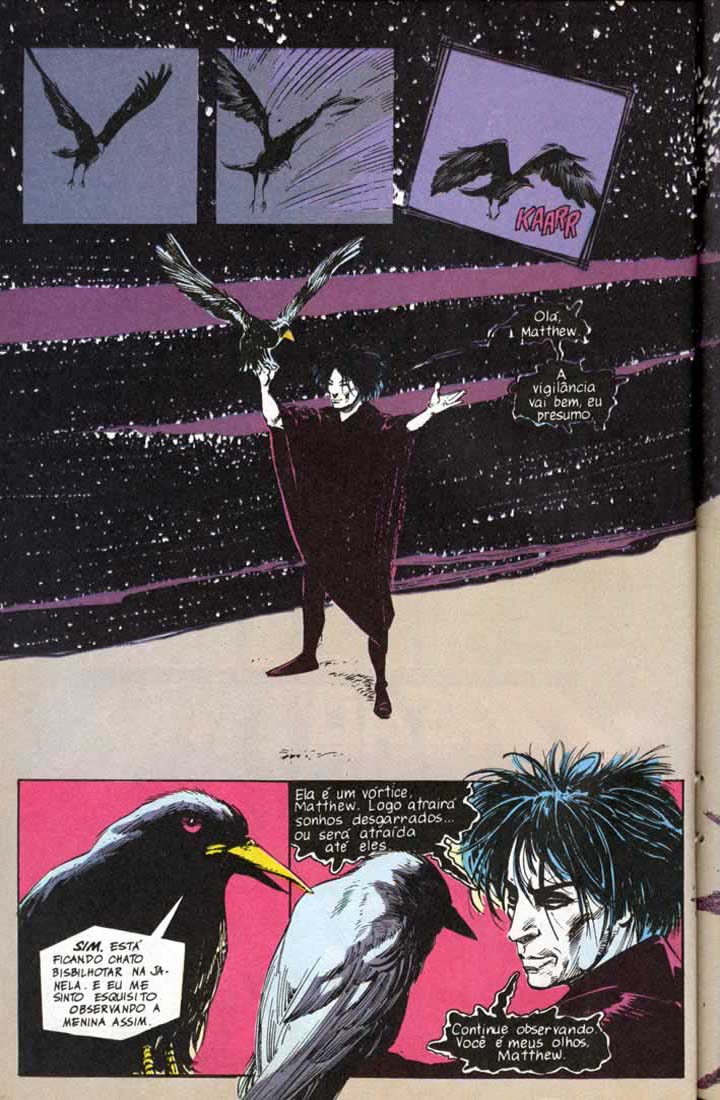 KAARR
Olá,
Matthew.
A
vigilância
vai bem, eu
presumo.
SIM. ESTÁ
FICANDO CHATO
BISBILHOTAR NA JA-
NELA. E EU ME
SINTO ESQUISITO
OBSERVANDO A
MENINA ASSIM.
Ela é um vórtice,
Matthew. Logo atrairá
sonhos desgarrados...
ou será atraída
até eles.
Continue observando.
Você é meus olhos,
Matthew.